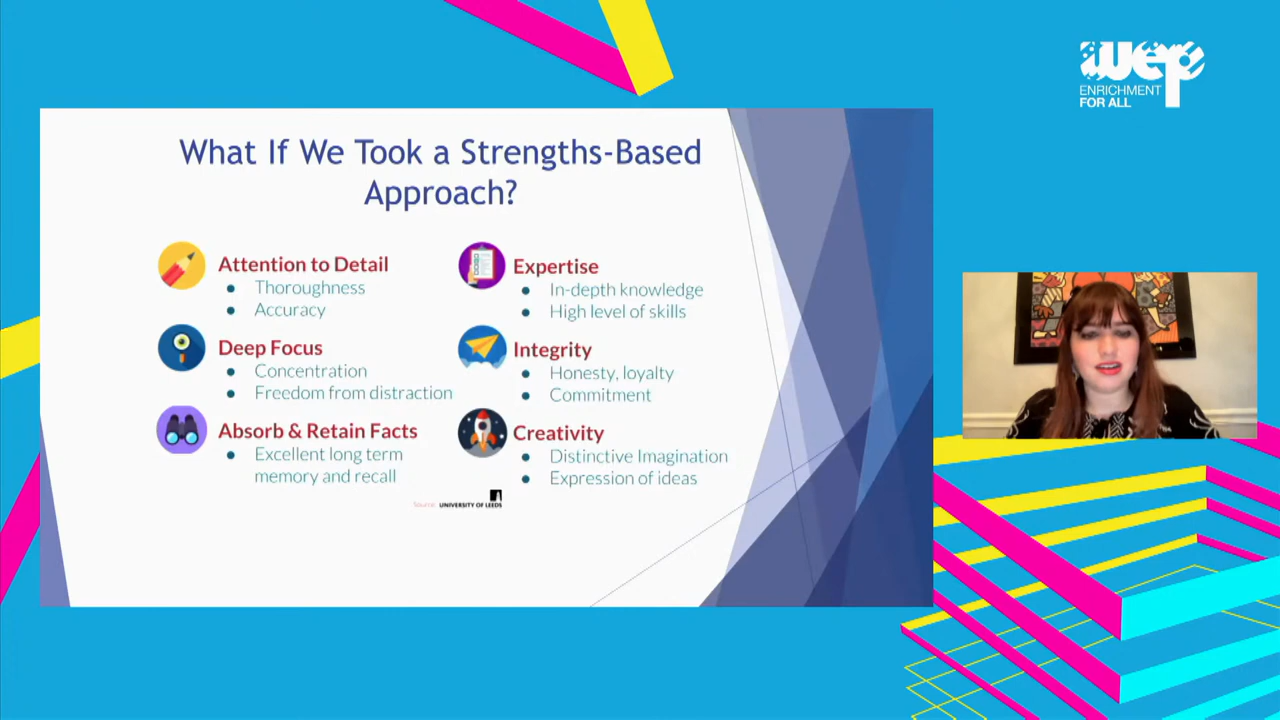 wep
ENRICHMENT
FOR ALL
What If We Took a Strengths-Based
Approach?
Attention to Detail
● Thoroughness
● Accuracy
Deep Focus
● Concentration
● Freedom from distraction
Absorb & Retain Facts
● Excellent long term
memory and recall
Expertise
● In-depth knowledge
● High level of skills
Integrity
● Honesty, loyalty
● Commitment
Creativity
● Distinctive Imagination
● Expression of ideas
Source: UNIVERSITY OF LEEDS